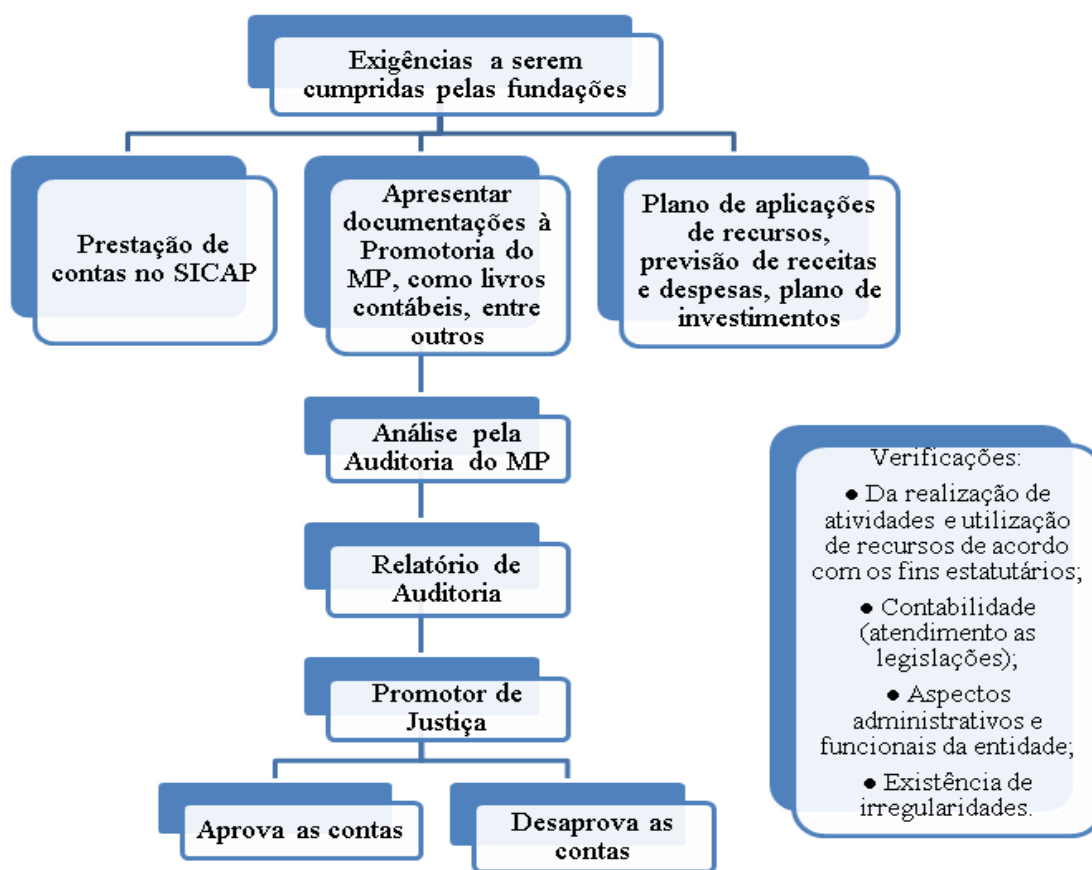 Exigências a serem
cumpridas pelas fundações
Prestação de
contas no SICAP
Apresentar
documentações à
Promotoria do
MP, como livros
contábeis, entre
outros
Plano de aplicações
de recursos,
previsão de receitas
e despesas, plano de
investimentos
Análise pela
Auditoria do MP
Relatório de
Auditoria
Promotor de
Justiça
Aprova as contas
Desaprova as
contas
Verificações:
● Da realização de
atividades e utilização
de recursos de acordo
com os fins estatutários;
● Contabilidade
(atendimento as
legislações);
● Aspectos
administrativos e
funcionais da entidade;
● Existência de
irregularidades.